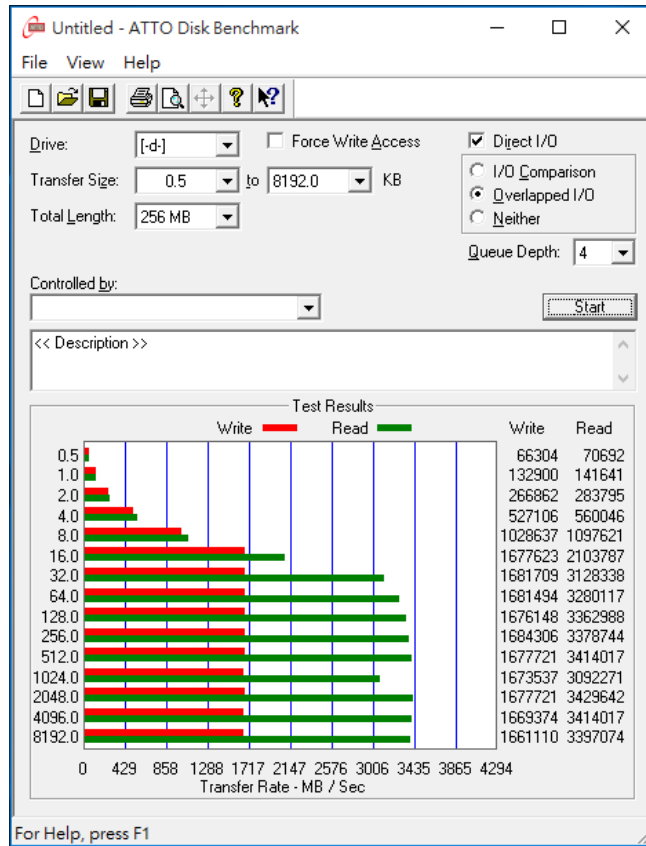 Untitled - ATTO Disk Benchmark
File View Help
Drive: [-d-] Force Write Access Direct I/O
Transfer Size: 0.5 to 8192.0 KB I/O Comparison
Overlapped I/O
Total Length: 256 MB Neither
Queue Depth: 4
Controlled by:
Start
<< Description >>
Test Results
Write Read Write Read
0.5 66304 70692
1.0 132900 141641
2.0 266862 283795
4.0 527106 560046
8.0 1028637 1097621
16.0 1677623 2103787
32.0 1681709 3128338
64.0 1681494 3280117
128.0 1676148 3362988
256.0 1684306 3378744
512.0 1677721 3414017
1024.0 1673537 3092271
2048.0 1677721 3429642
4096.0 1669374 3414017
8192.0 1661110 3397074
0 429 858 1288 1717 2147 2576 3006 3435 3865 4294
Transfer Rate - MB / Sec
For Help, press F1